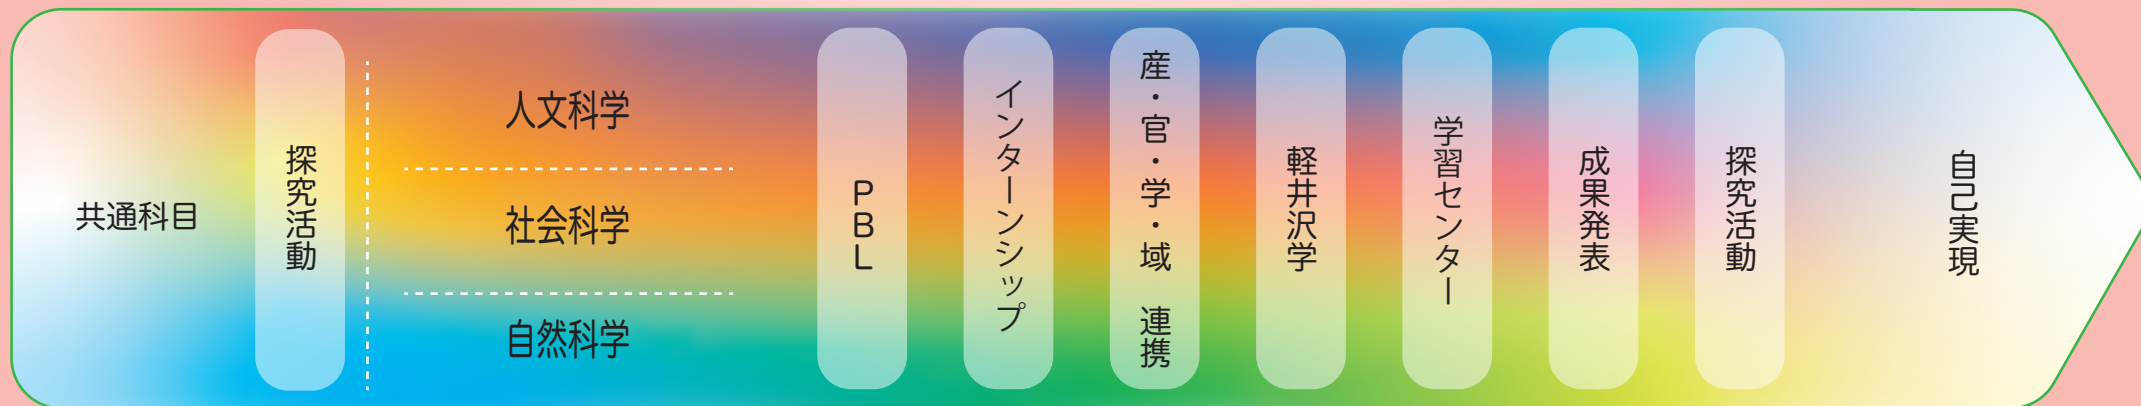 共通科目
探究活動
人文科学
社会科学
自然科学
PBL
インターンシップ
産・官・学・域 連携
軽井沢学
学習センター
成果発表
探究活動
自己実現